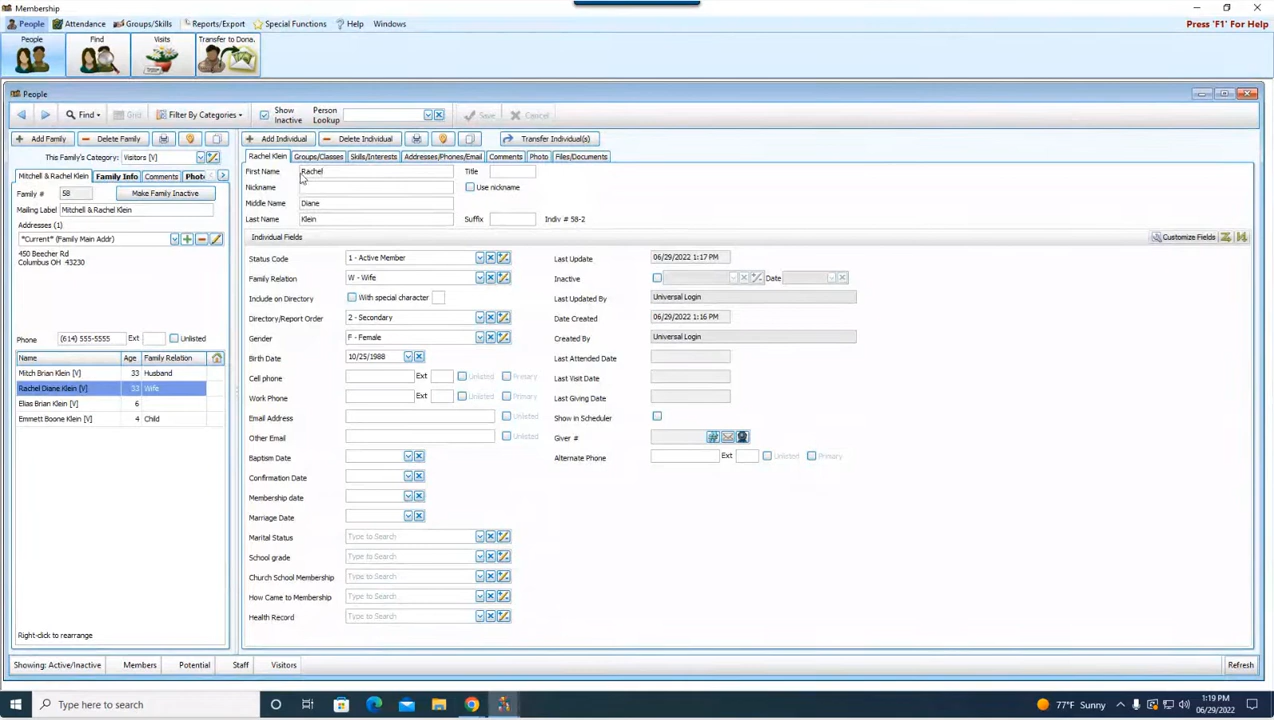 Membership
People Attendance Groups/Skills Reports/Export Special Functions Help Windows
Press 'F1' For Help
People Find Visits Transfer to Dona.
People
Find Grid Filter By Categories Show Inactive Person Lookup Save Cancel
Add Family Delete Family Add Individual Delete Individual Transfer Individual(s)
This Family's Category: Visitors [V]
Mitchell & Rachel Klein Family Info Comments Phot
Family # 58 Make Family Inactive
Mailing Label Mitchell & Rachel Klein
Addresses (1)
*Current* (Family Main Addr)
450 Beecher Rd
Columbus OH 43230
Phone (614) 555-5555 Ext Unlisted
Name Age Family Relation
Mitch Brian Klein [V] 33 Husband
Rachel Diane Klein [V] 33 Wife
Elias Brian Klein [V] 6
Emmett Boone Klein [V] 4 Child
Right-click to rearrange
Rachel Klein Groups/Classes Skills/Interests Addresses/Phones/Email Comments Photo Files/Documents
First Name Rachel Title
Nickname Use nickname
Middle Name Diane
Last Name Klein Suffix Indiv # 58-2
Individual Fields Customize Fields
Status Code 1 - Active Member
Family Relation W - Wife
Include on Directory With special character
Directory/Report Order 2 - Secondary
Gender F - Female
Birth Date 10/25/1988
Cell phone Ext Unlisted Primary
Work Phone Ext Unlisted Primary
Email Address Unlisted
Other Email Unlisted
Baptism Date
Confirmation Date
Membership date
Marriage Date
Marital Status Type to Search
School grade Type to Search
Church School Membership Type to Search
How Came to Membership Type to Search
Health Record Type to Search
Last Update 06/29/2022 1:17 PM
Inactive Date
Last Updated By Universal Login
Date Created 06/29/2022 1:16 PM
Created By Universal Login
Last Attended Date
Last Visit Date
Last Giving Date
Show in Scheduler
Giver #
Alternate Phone Ext Unlisted Primary
Showing: Active/Inactive Members Potential Staff Visitors Refresh
Type here to search
77°F Sunny
1:19 PM
06/29/2022